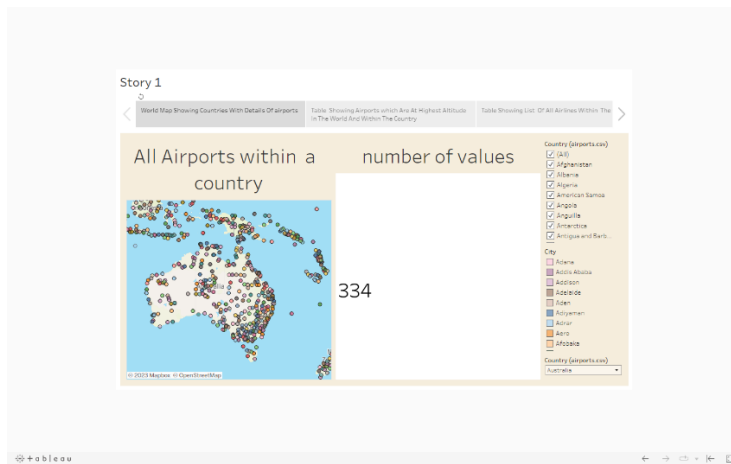 Story 1
World Map Showing Countries With Details Of airports
Table Showing Airports which Are At Highest Altitude
in The World And Within The Country
Table Showing List Of All Airlines Within The
All Airports within a
country
number of values
334
© 2023 Mapbox © OpenStreetMap
Country (airports.csv)
(All)
Afghanistan
Albania
Algeria
American Samoa
Angola
Anguilla
Antarctica
Antigua and Barb...
City
Adana
Addis Ababa
Addison
Adelaide
Aden
Adiyaman
Adrar
Aero
Afobaka
Country (airports.csv)
Australia
+ableau